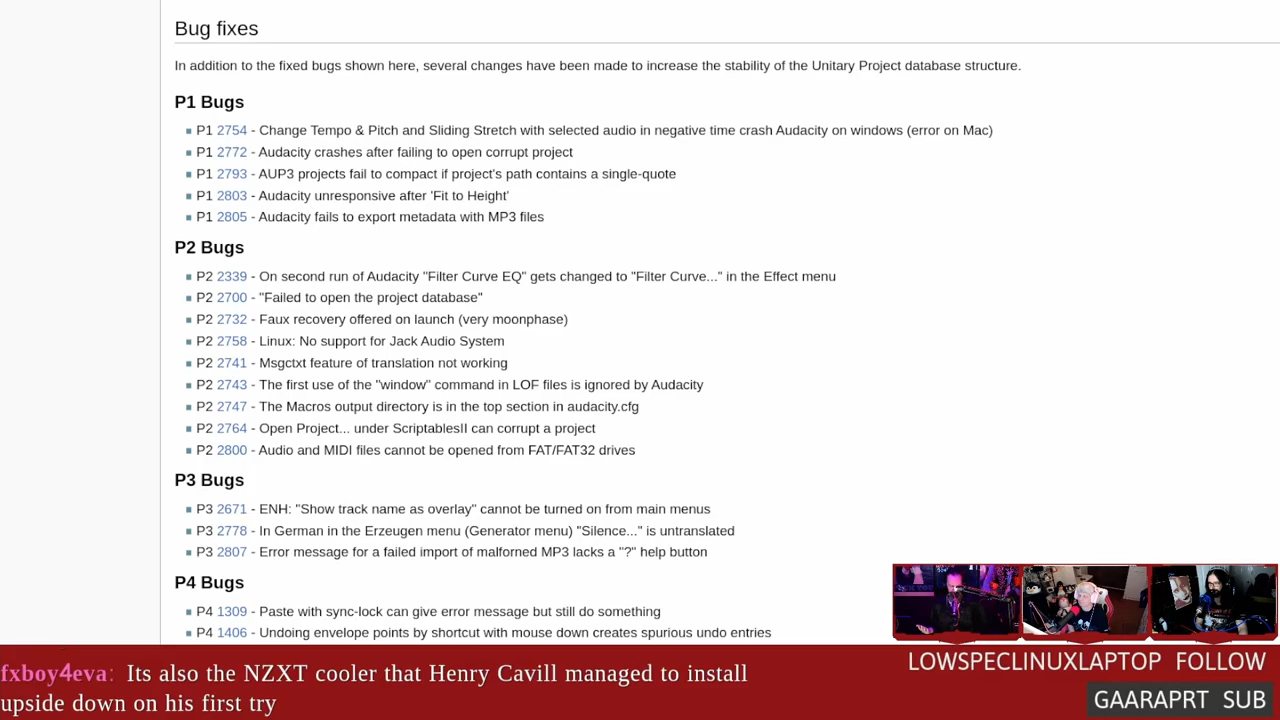 Bug fixes
In addition to the fixed bugs shown here, several changes have been made to increase the stability of the Unitary Project database structure.
P1 Bugs
P1 2754 - Change Tempo & Pitch and Sliding Stretch with selected audio in negative time crash Audacity on windows (error on Mac)
P1 2772 - Audacity crashes after failing to open corrupt project
P1 2793 - AUP3 projects fail to compact if project's path contains a single-quote
P1 2803 - Audacity unresponsive after 'Fit to Height'
P1 2805 - Audacity fails to export metadata with MP3 files
P2 Bugs
P2 2339 - On second run of Audacity "Filter Curve EQ" gets changed to "Filter Curve..." in the Effect menu
P2 2700 - "Failed to open the project database"
P2 2732 - Faux recovery offered on launch (very moonphase)
P2 2758 - Linux: No support for Jack Audio System
P2 2741 - Msgctxt feature of translation not working
P2 2743 - The first use of the "window" command in LOF files is ignored by Audacity
P2 2747 - The Macros output directory is in the top section in audacity.cfg
P2 2764 - Open Project... under ScriptablesII can corrupt a project
P2 2800 - Audio and MIDI files cannot be opened from FAT/FAT32 drives
P3 Bugs
P3 2671 - ENH: "Show track name as overlay" cannot be turned on from main menus
P3 2778 - In German in the Erzeugen menu (Generator menu) "Silence..." is untranslated
P3 2807 - Error message for a failed import of malforned MP3 lacks a "?" help button
P4 Bugs
P4 1309 - Paste with sync-lock can give error message but still do something
P4 1406 - Undoing envelope points by shortcut with mouse down creates spurious undo entries
fxboy4eva: Its also the NZXT cooler that Henry Cavill managed to install
upside down on his first try
LOWSPECLINUXLAPTOP FOLLOW
GAARAPRT SUB